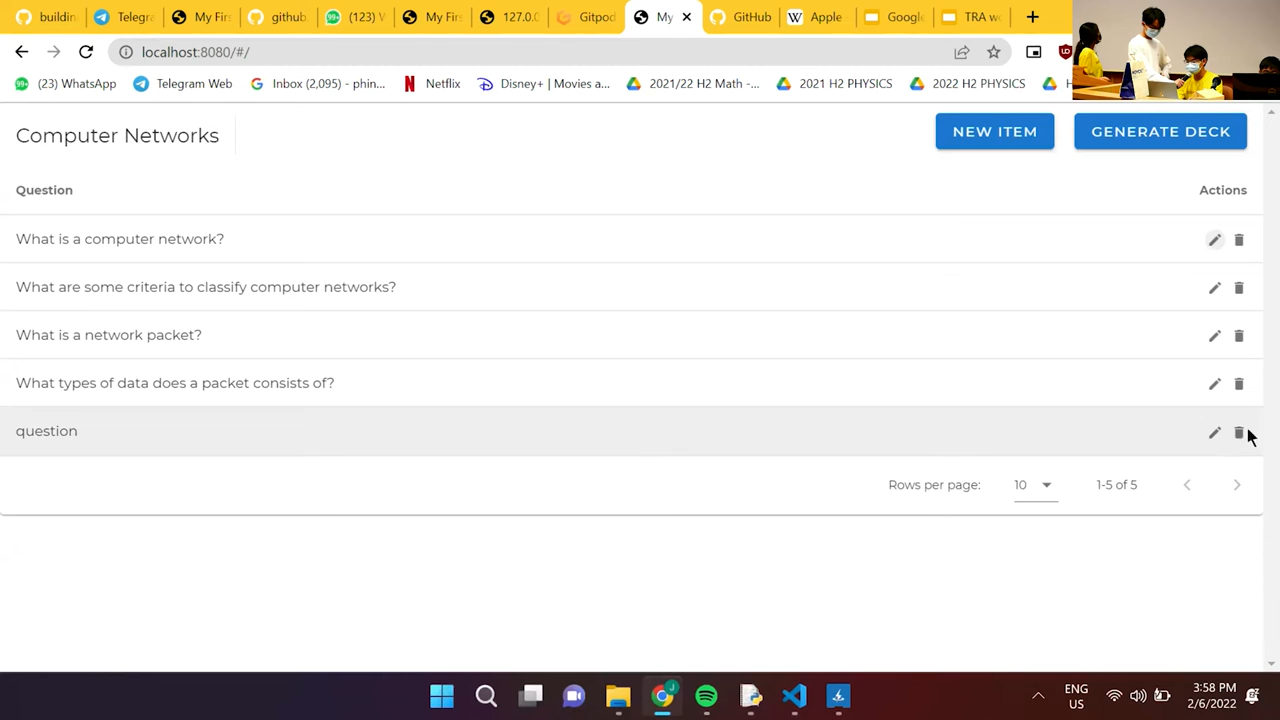 buildin
Telegra
My Firs
github.
(123) W
My Firs
127.0.0
Gitpod
My
GitHub
Apple
Google
TRA wo
localhost:8080/#/
(23) WhatsApp
Telegram Web
Inbox (2,095) - phin...
Netflix
Disney+ | Movies a...
2021/22 H2 Math -...
2021 H2 PHYSICS
2022 H2 PHYSICS
Computer Networks
NEW ITEM
GENERATE DECK
Question
Actions
What is a computer network?
What are some criteria to classify computer networks?
What is a network packet?
What types of data does a packet consists of?
question
Rows per page:
10
1-5 of 5
ENG
US
3:58 PM
2/6/2022